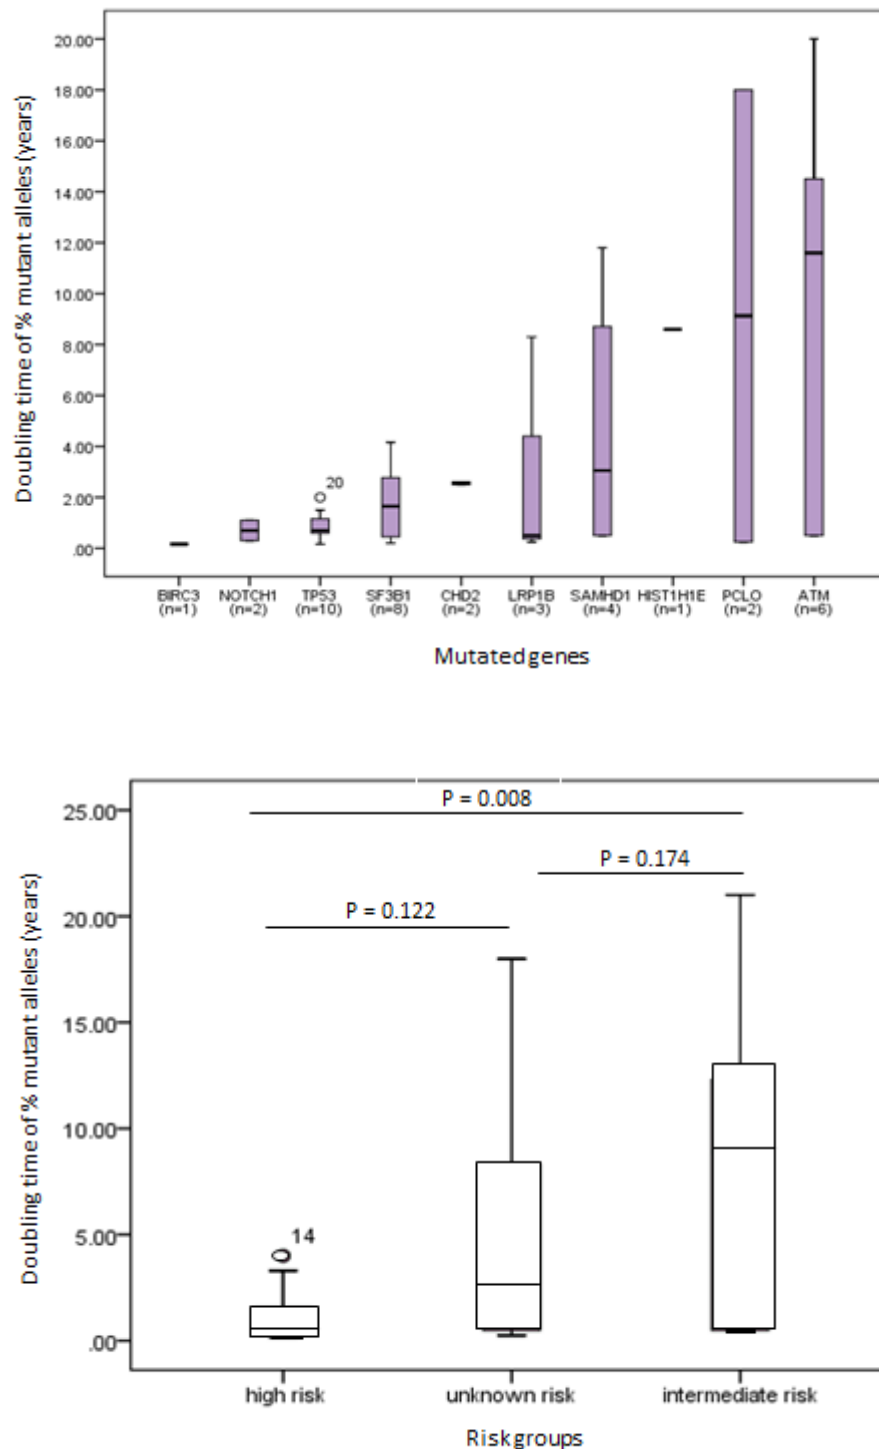 Doubling time of % mutant alleles (years)
20.00
18.00
16.00
14.00
12.00
10.00
8.00
6.00
4.00
2.00
.00
20
BIRC3 NOTCH1 TP53 SF3B1 CHD2 LRP1B SAMHD1 HIST1H1E PCLO ATM
(n=1) (n=2) (n=10) (n=8) (n=2) (n=3) (n=4) (n=1) (n=2) (n=6)
Mutated genes
Doubling time of % mutant alleles (years)
25.00
20.00
15.00
10.00
5.00
.00
P = 0.008
P = 0.174
P = 0.122
14
high risk unknown risk intermediate risk
Risk groups